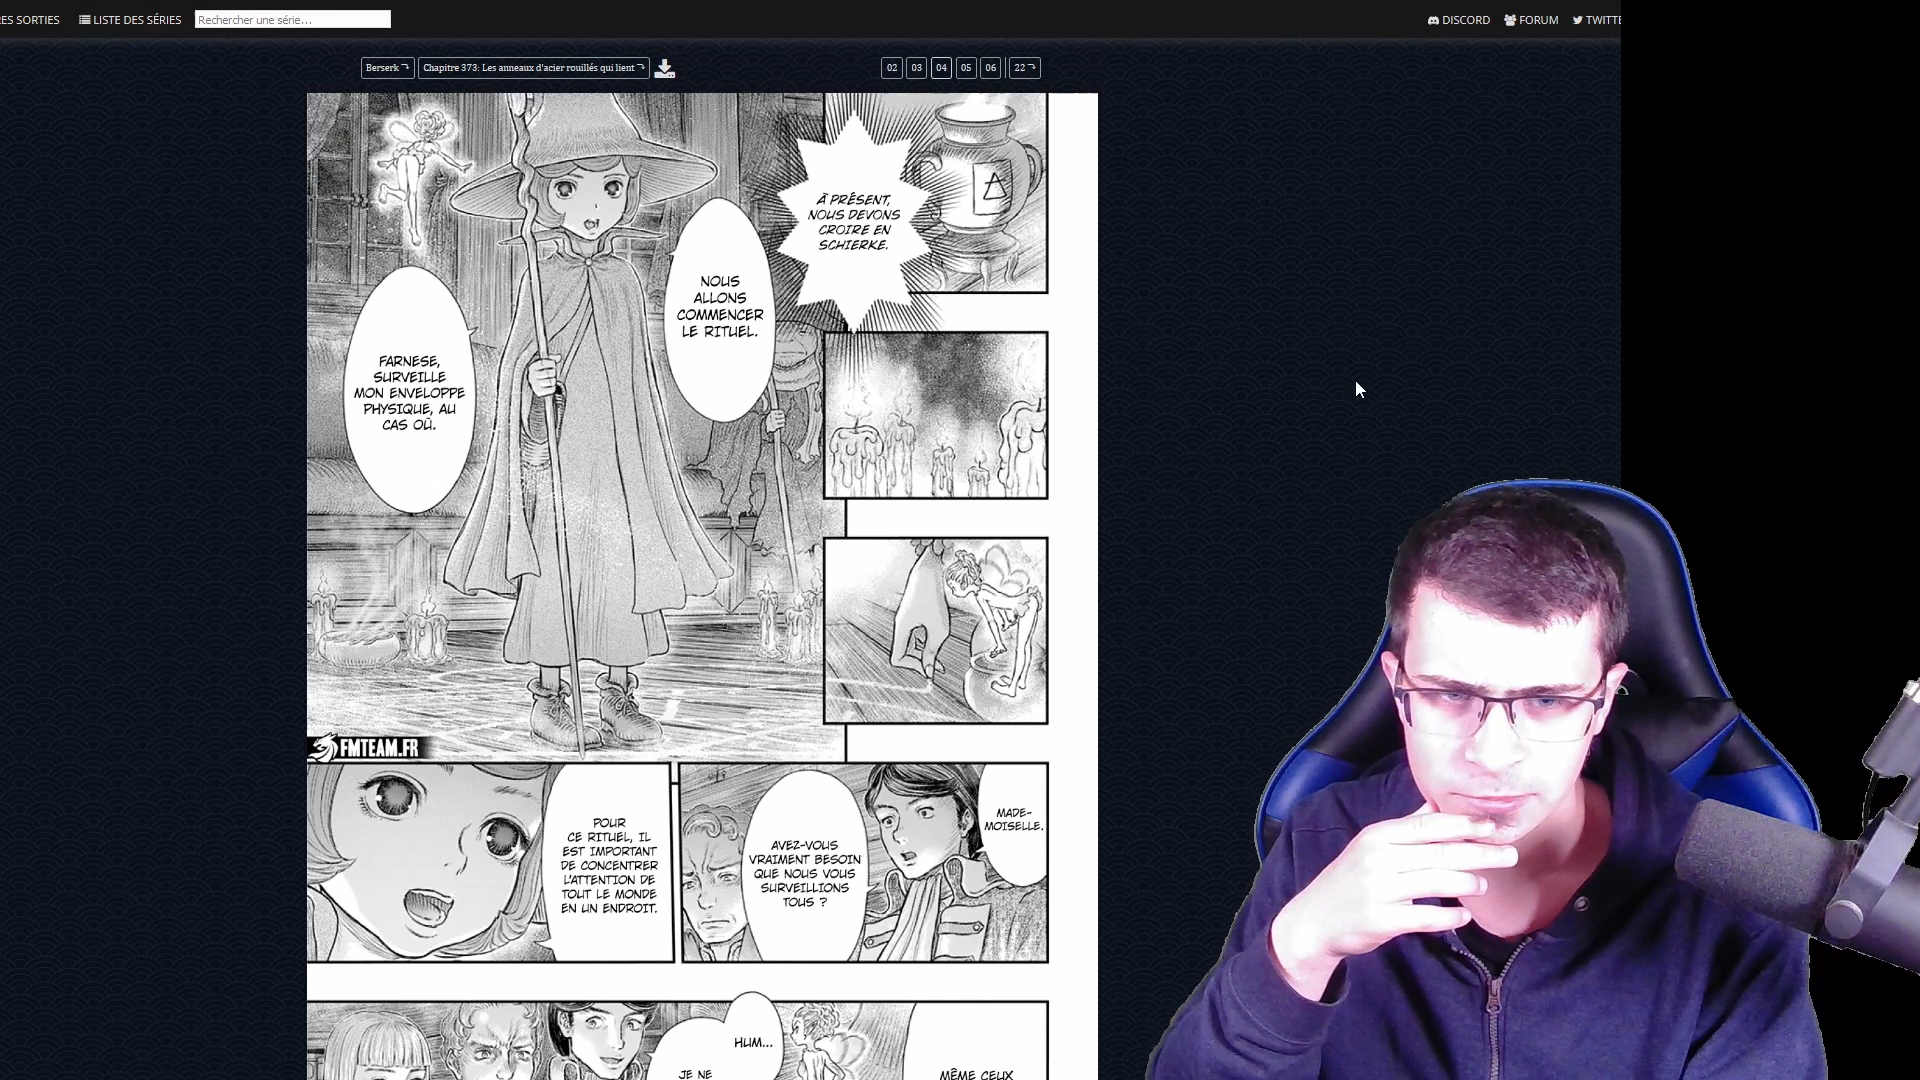 ES SORTIES
LISTE DES SÉRIES
Rechercher une série...
DISCORD
FORUM
TWITTE
Berserk
Chapitre 373: Les anneaux d'acier rouillés qui lient
02
03
04
05
06
22
À PRÉSENT,
NOUS DEVONS
CROIRE EN
SCHIERKE.
NOUS
ALLONS
COMMENCER
LE RITUEL.
FARNESE,
SURVEILLE
MON ENVELOPPE
PHYSIQUE, AU
CAS OÙ.
FMTEAM.FR
MADE-
MOISELLE.
AVEZ-VOUS
VRAIMENT BESOIN
QUE NOUS VOUS
SURVEILLIONS
TOUS ?
POUR
CE RITUEL, IL
EST IMPORTANT
DE CONCENTRER
L'ATTENTION DE
TOUT LE MONDE
EN UN ENDROIT.
MÊME CEUX
HUM...
JE NE